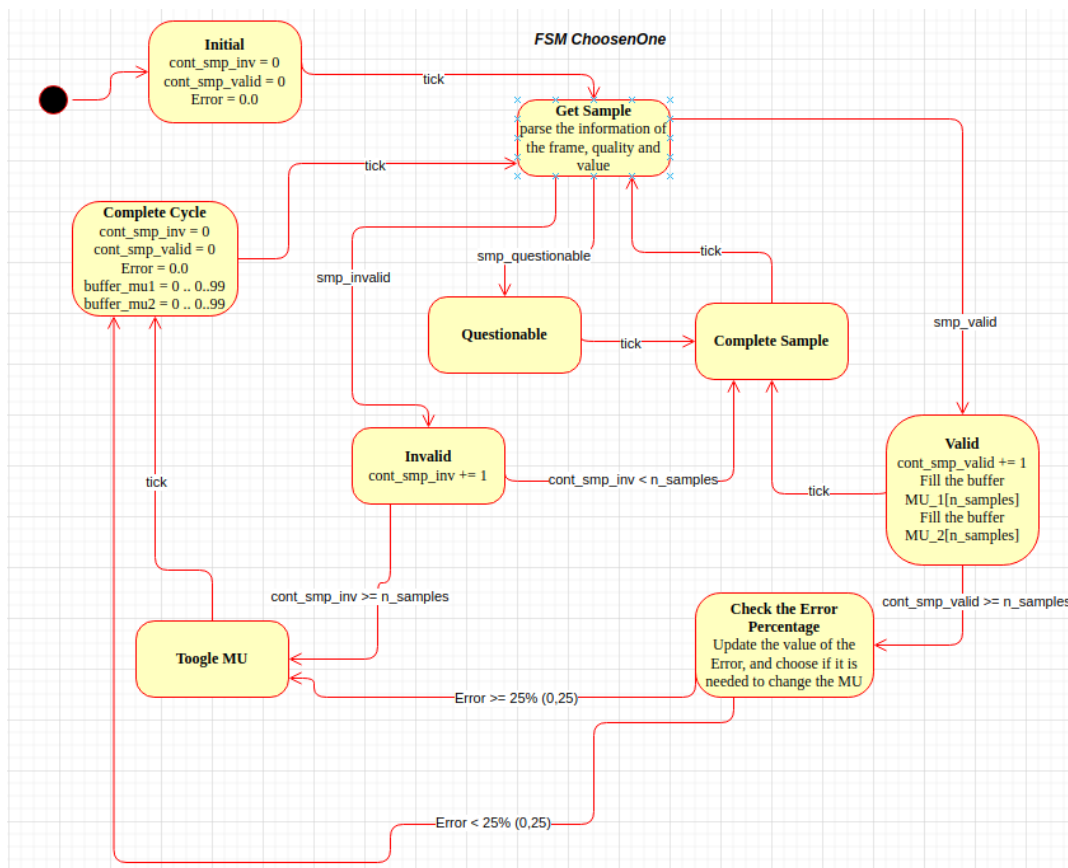 FSM ChoosenOne
Initial
cont_smp_inv = 0
cont_smp_valid = 0
Error = 0.0
tick
Get Sample
parse the information of
the frame, quality and
value
tick
Complete Cycle
cont_smp_inv = 0
cont_smp_valid = 0
Error = 0.0
buffer_mu1 = 0 .. 0..99
buffer_mu2 = 0 .. 0..99
smp_invalid
smp_questionable
tick
smp_valid
Questionable
tick
Complete Sample
Invalid
cont_smp_inv += 1
cont_smp_inv < n_samples
tick
Valid
cont_smp_valid += 1
Fill the buffer
MU_1[n_samples]
Fill the buffer
MU_2[n_samples]
tick
cont_smp_inv >= n_samples
cont_smp_valid >= n_samples
Check the Error
Percentage
Update the value of the
Error, and choose if it is
needed to change the MU
Toogle MU
Error >= 25% (0,25)
Error < 25% (0,25)